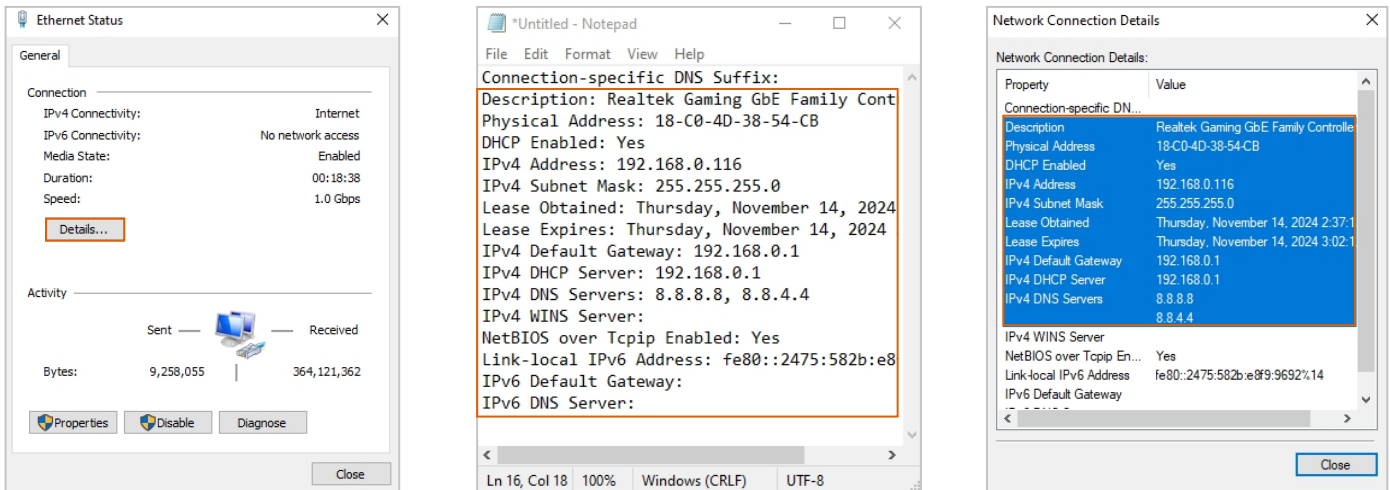 Ethernet Status
General
Connection
IPv4 Connectivity: Internet
IPv6 Connectivity: No network access
Media State: Enabled
Duration: 00:18:38
Speed: 1.0 Gbps
Details...
Activity
Sent Received
Bytes: 9,258,055 364,121,362
Properties Disable Diagnose
Close
*Untitled - Notepad
File Edit Format View Help
Connection-specific DNS Suffix:
Description: Realtek Gaming GbE Family Cont
Physical Address: 18-C0-4D-38-54-CB
DHCP Enabled: Yes
IPv4 Address: 192.168.0.116
IPv4 Subnet Mask: 255.255.255.0
Lease Obtained: Thursday, November 14, 2024
Lease Expires: Thursday, November 14, 2024
IPv4 Default Gateway: 192.168.0.1
IPv4 DHCP Server: 192.168.0.1
IPv4 DNS Servers: 8.8.8.8, 8.8.4.4
IPv4 WINS Server:
NetBIOS over Tcpip Enabled: Yes
Link-local IPv6 Address: fe80::2475:582b:e8
IPv6 Default Gateway:
IPv6 DNS Server:
Ln 16, Col 18 100% Windows (CRLF) UTF-8
Network Connection Details
Network Connection Details:
Property Value
Connection-specific DN...
Description Realtek Gaming GbE Family Controlle
Physical Address 18-C0-4D-38-54-CB
DHCP Enabled Yes
IPv4 Address 192.168.0.116
IPv4 Subnet Mask 255.255.255.0
Lease Obtained Thursday, November 14, 2024 2:37:1
Lease Expires Thursday, November 14, 2024 3:02:1
IPv4 Default Gateway 192.168.0.1
IPv4 DHCP Server 192.168.0.1
IPv4 DNS Servers 8.8.8.8
8.8.4.4
IPv4 WINS Server
NetBIOS over Tcpip En... Yes
Link-local IPv6 Address fe80::2475:582b:e8f9:9692%14
IPv6 Default Gateway
Close